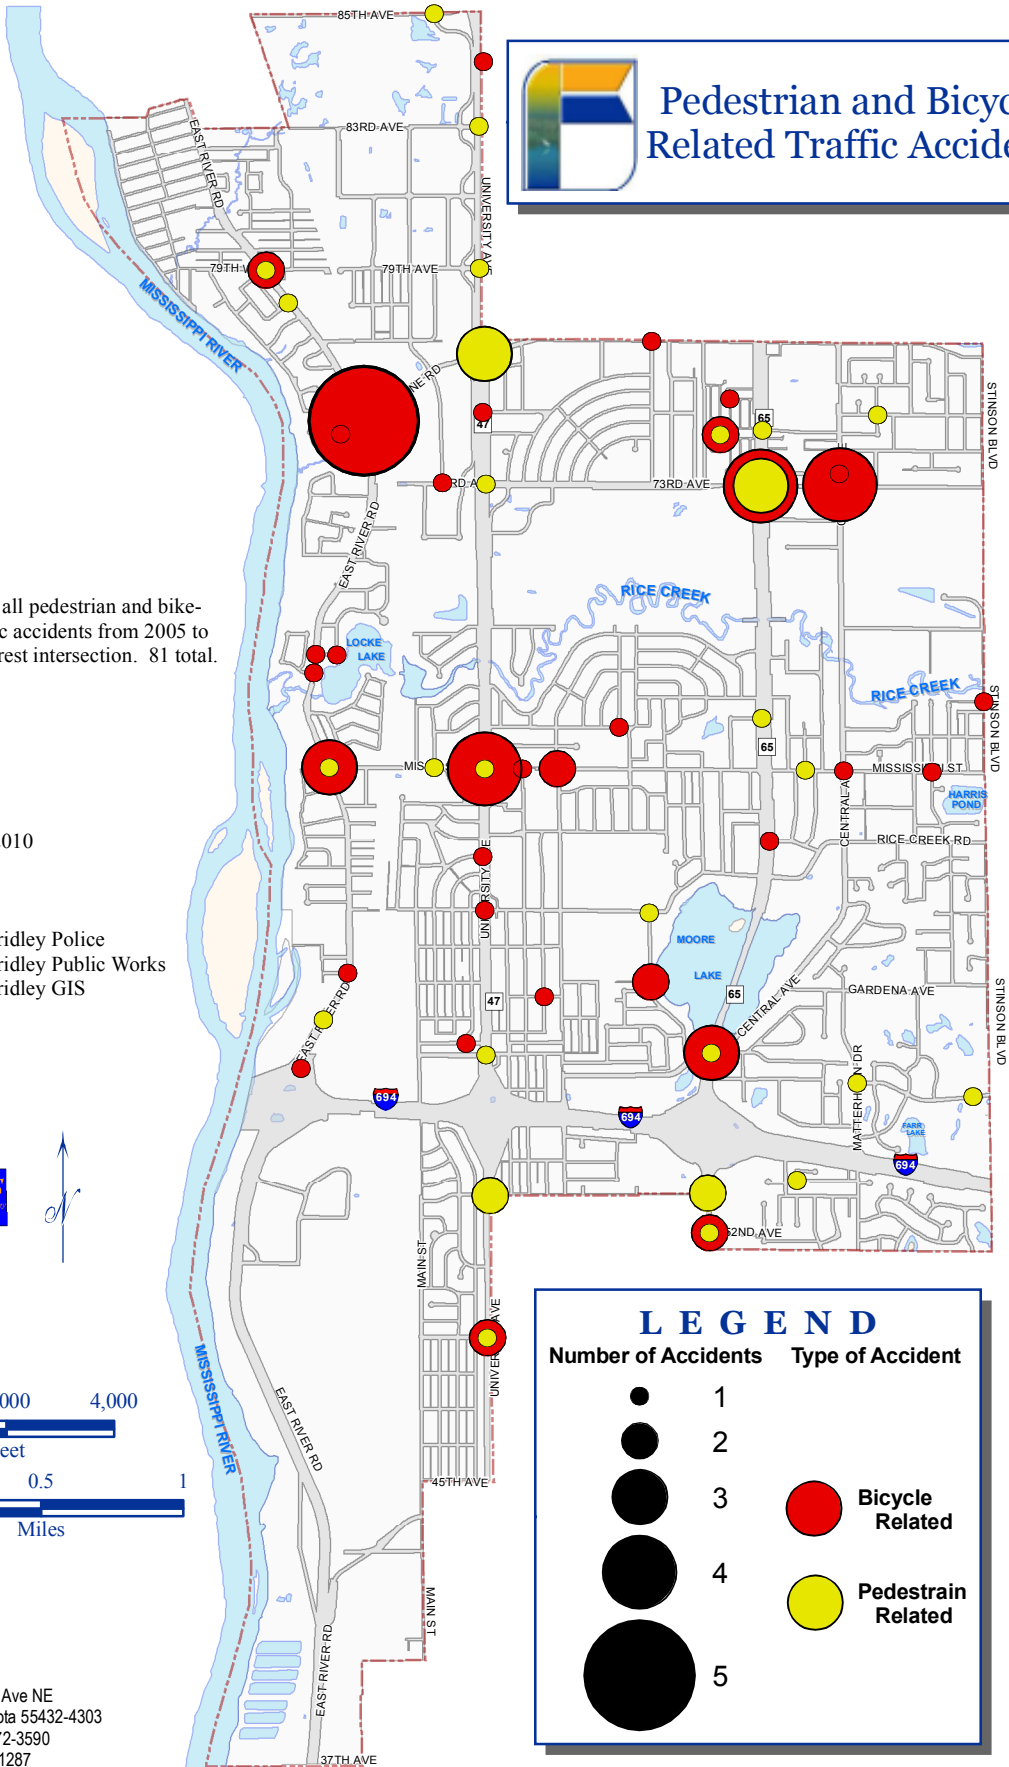 85TH AVE
Pedestrian and Bicyc
Related Traffic Accide
83RD AVE
EAST RIVER RD
UNIVERSITY AVE
79TH
79TH AVE
MISSISSIPPI RIVER
NE RD
47
65
STINSON BLVD
RD A
73RD AVE
EAST RIVER RD
RICE CREEK
all pedestrian and bike-
c accidents from 2005 to
rest intersection.  81 total.
LOCKE
LAKE
RICE CREEK
STINSON BLVD
65
MIS
MISSISSIPPI ST
HARRIS
POND
CENTRAL A
RICE CREEK RD
010
UNIVERSITY
E
ridley Police
ridley Public Works
ridley GIS
MOORE
LAKE
65
47
CENTRAL AVE
GARDENA AVE
STINSON BLVD
EAST RIVER RD
MATTERHORN DR
694
694
FARR
LAKE
694
N
52ND AVE
MAIN ST
UNIVERSITY AVE
MISSISSIPPI RIVER
EAST RIVER RD
45TH AVE
000
4,000
eet
0.5
1
Miles
MAIN ST
EAST RIVER RD
37TH AVE
LEGEND
Number of Accidents
Type of Accident
1
2
3
4
5
Bicycle
Related
Pedestrain
Related
Ave NE
ota 55432-4303
72-3590
1287